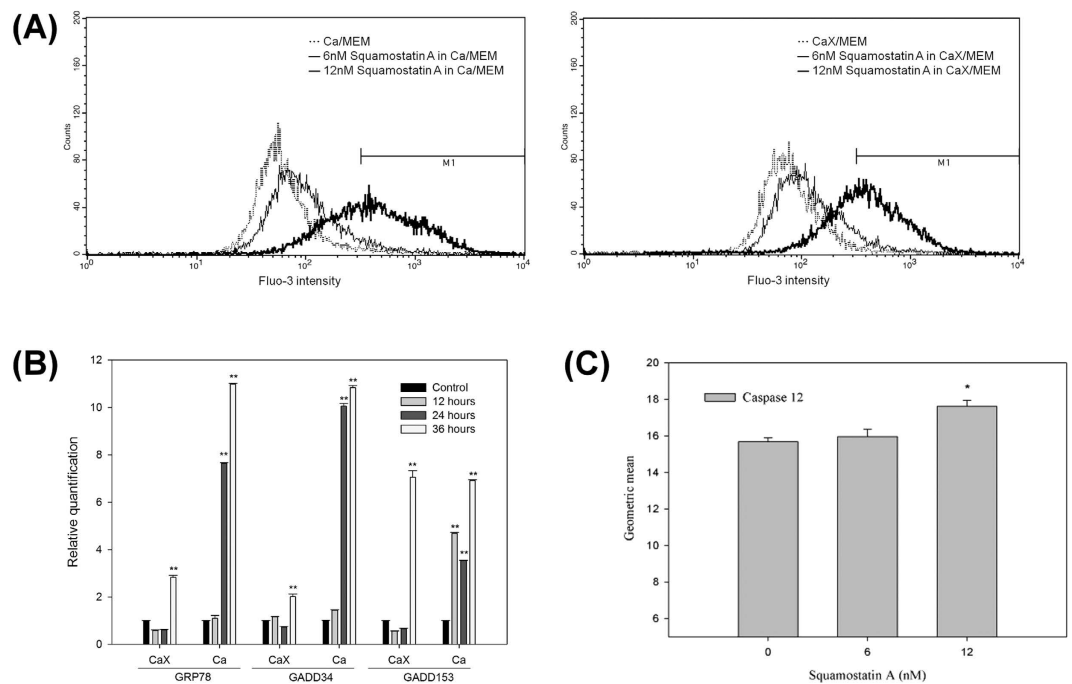 (A)
200
160
120
80
40
0
Counts
Ca/MEM
6nM Squamostatin A in Ca/MEM
12nM Squamostatin A in Ca/MEM
M1
10^0
10^1
10^2
10^3
10^4
Fluo-3 intensity
200
160
120
80
40
0
Counts
CaX/MEM
6nM Squamostatin A in CaX/MEM
12nM Squamostatin A in CaX/MEM
M1
10^0
10^1
10^2
10^3
10^4
Fluo-3 intensity
(B)
12
10
8
6
4
2
0
Relative quantification
Control
12 hours
24 hours
36 hours
**
**
**
**
**
**
**
**
**
**
CaX Ca CaX Ca CaX Ca
GRP78 GADD34 GADD153
(C)
20
18
16
14
12
10
8
6
Geometric mean
Caspase 12
*
0 6 12
Squamostatin A (nM)